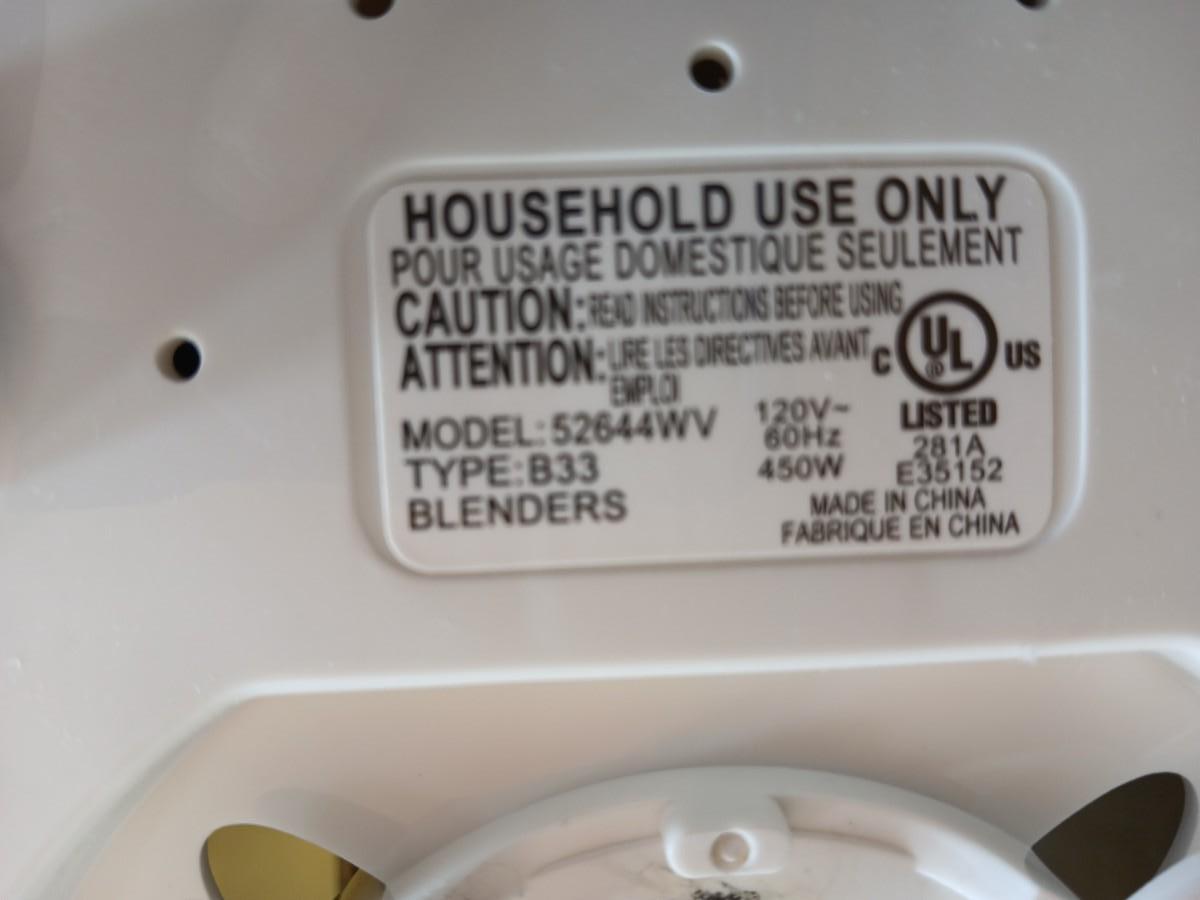 HOUSEHOLD USE ONLY
POUR USAGE DOMESTIQUE SEULEMENT
CAUTION: READ INSTRUCTIONS BEFORE USING
ATTENTION: LIRE LES DIRECTIVES AVANT
EMPLOI
C UL® US
LISTED
281A
E35152
MODEL: 52644WV
TYPE: B33
BLENDERS
120V~
60Hz
450W
MADE IN CHINA
FABRIQUE EN CHINA